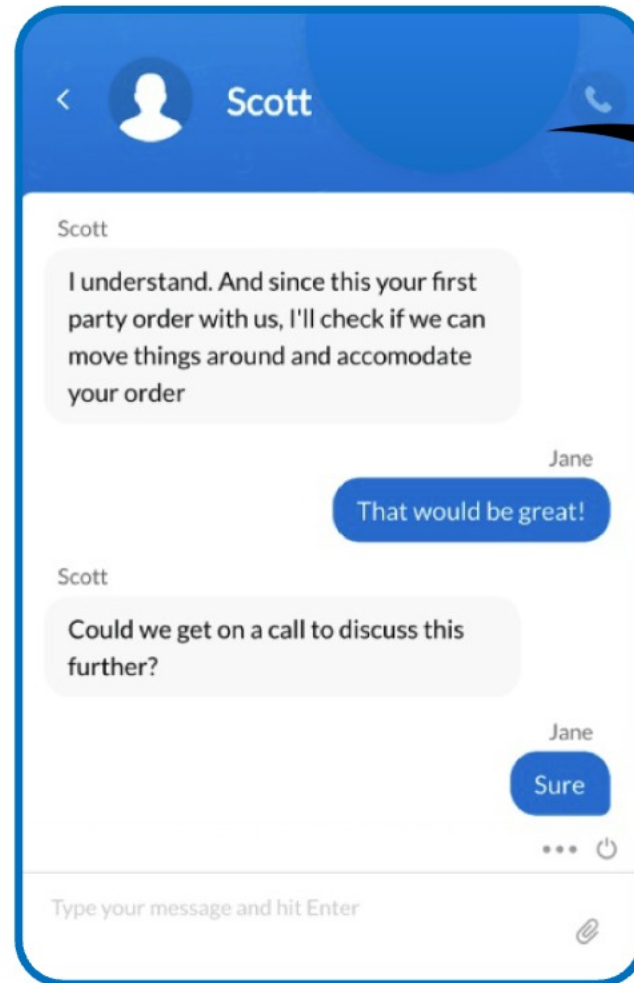 Scott
Scott
I understand. And since this your first
party order with us, I'll check if we can
move things around and accomodate
your order
Jane
That would be great!
Scott
Could we get on a call to discuss this
further?
Jane
Sure
Type your message and hit Enter